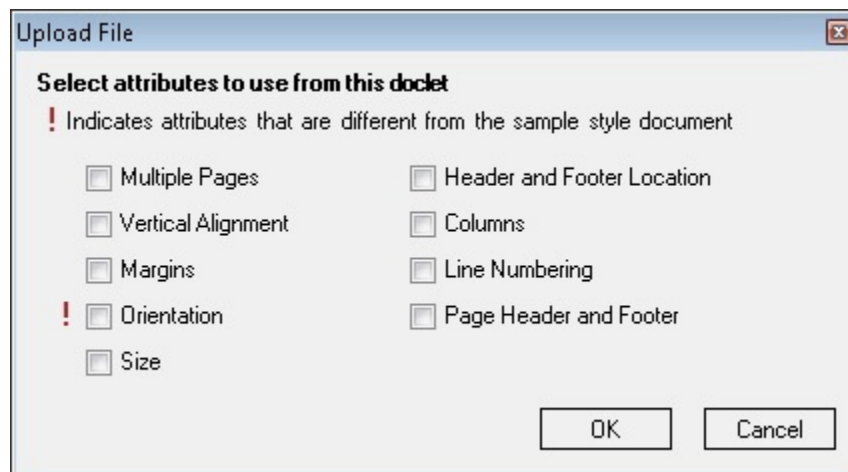 Upload File
Select attributes to use from this doclet
! Indicates attributes that are different from the sample style document
Multiple Pages
Vertical Alignment
Margins
! Orientation
Size
Header and Footer Location
Columns
Line Numbering
Page Header and Footer
OK
Cancel